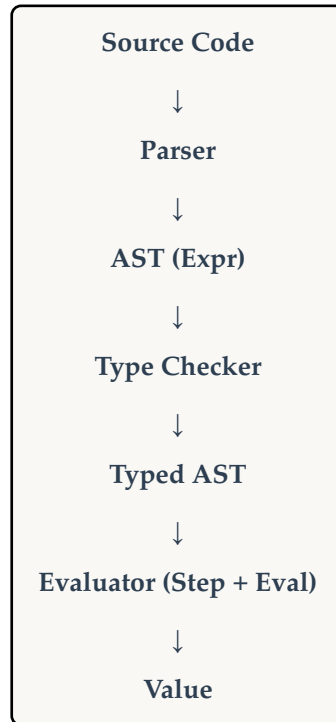 Source Code
↓
Parser
↓
AST (Expr)
↓
Type Checker
↓
Typed AST
↓
Evaluator (Step + Eval)
↓
Value